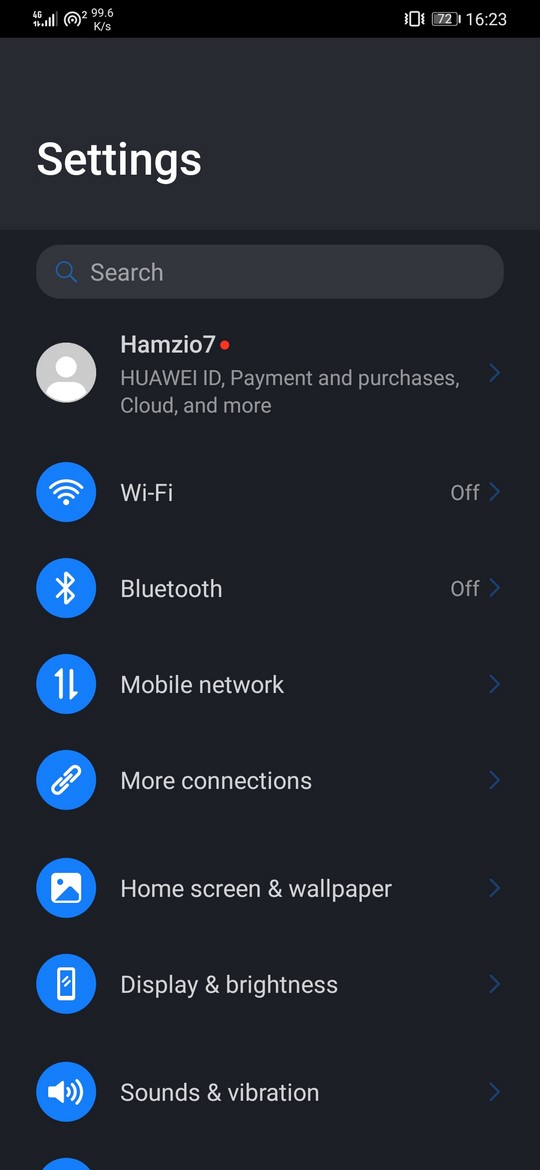 4G 2 99.6 K/s 72 16:23
Settings
Search
Hamzio7
HUAWEI ID, Payment and purchases,
Cloud, and more
Wi-Fi Off
Bluetooth Off
Mobile network
More connections
Home screen & wallpaper
Display & brightness
Sounds & vibration